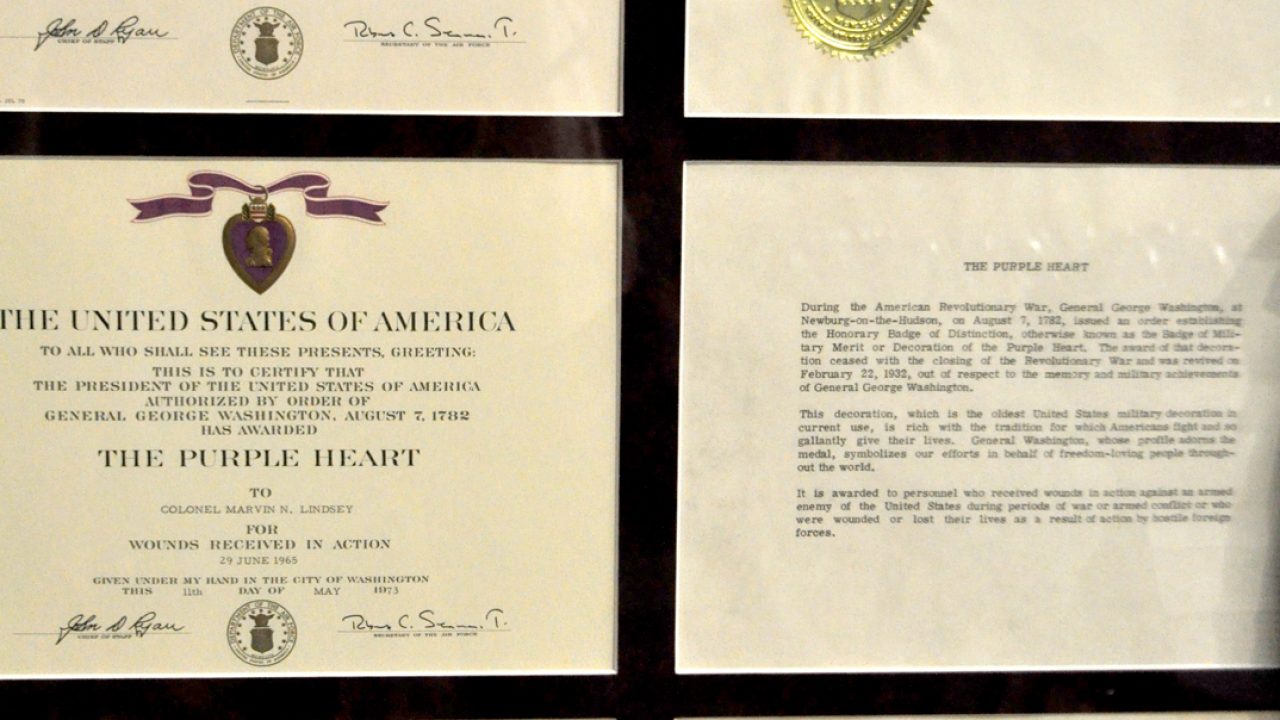 CHIEF OF STAFF
DEPARTMENT OF THE AIR FORCE
SECRETARY OF THE AIR FORCE
THE UNITED STATES OF AMERICA
TO ALL WHO SHALL SEE THESE PRESENTS, GREETING:
THIS IS TO CERTIFY THAT
THE PRESIDENT OF THE UNITED STATES OF AMERICA
AUTHORIZED BY ORDER OF
GENERAL GEORGE WASHINGTON, AUGUST 7, 1782
HAS AWARDED
THE PURPLE HEART
TO
COLONEL MARVIN N. LINDSEY
FOR
WOUNDS RECEIVED IN ACTION
29 JUNE 1965
GIVEN UNDER MY HAND IN THE CITY OF WASHINGTON
THIS 11th DAY OF MAY 1973
CHIEF OF STAFF
DEPARTMENT OF THE AIR FORCE
SECRETARY OF THE AIR FORCE
THE PURPLE HEART
During the American Revolutionary War, General George Washington, at
Newburg-on-the-Hudson, on August 7, 1782, issued an order establishing
the Honorary Badge of Distinction, otherwise known as the Badge of Mili-
tary Merit or Decoration of the Purple Heart. The award of that decora-
tion ceased with the closing of the Revolutionary War and was revived on
February 22, 1932, out of respect to the memory and military achievements
of General George Washington.
This decoration, which is the oldest United States military decoration in
current use, is rich with the tradition for which Americans fight and so
gallantly give their lives. General Washington, whose profile adorns the
medal, symbolizes our efforts in behalf of freedom-loving people through-
out the world.
It is awarded to personnel who received wounds in action against an armed
enemy of the United States during periods of war or armed conflict or who
were wounded or lost their lives as a result of action by hostile foreign
forces.